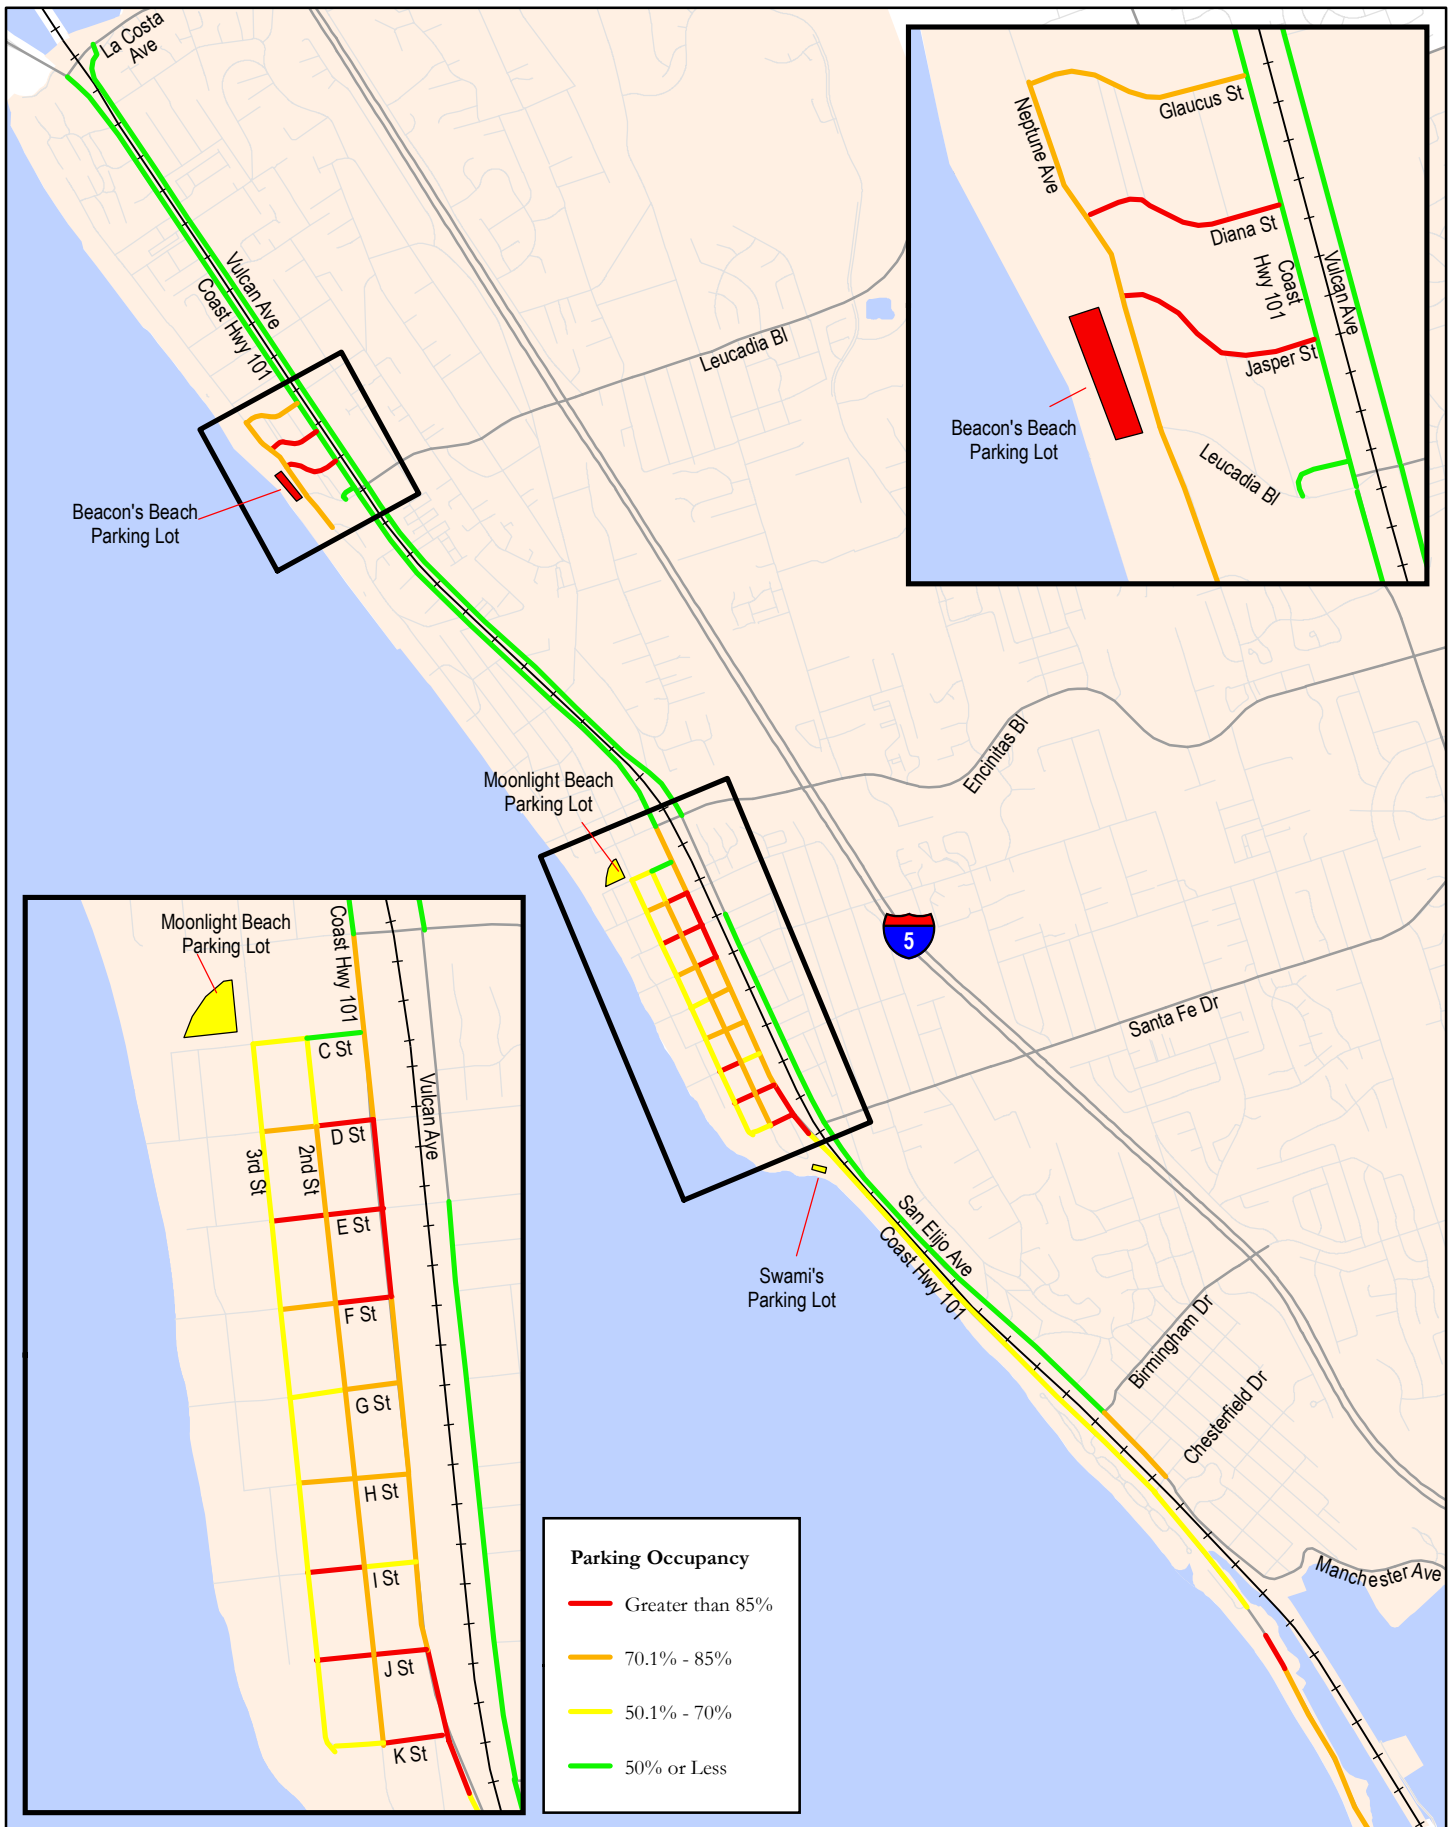 La Costa
Ave
Vulcan Ave
Coast Hwy 101
Leucadia Bl
Beacon's Beach
Parking Lot
Glaucus St
Neptune Ave
Diana St
Coast
Hwy 101
Vulcan Ave
Jasper St
Beacon's Beach
Parking Lot
Leucadia Bl
Encinitas Bl
Moonlight Beach
Parking Lot
5
Santa Fe Dr
San Elijo Ave
Coast Hwy 101
Swami's
Parking Lot
Birmingham Dr
Chesterfield Dr
Manchester Ave
Moonlight Beach
Parking Lot
Coast Hwy 101
C St
Vulcan Ave
D St
3rd St
2nd St
E St
F St
G St
H St
I St
J St
K St
Parking Occupancy
Greater than 85%
70.1% - 85%
50.1% - 70%
50% or Less